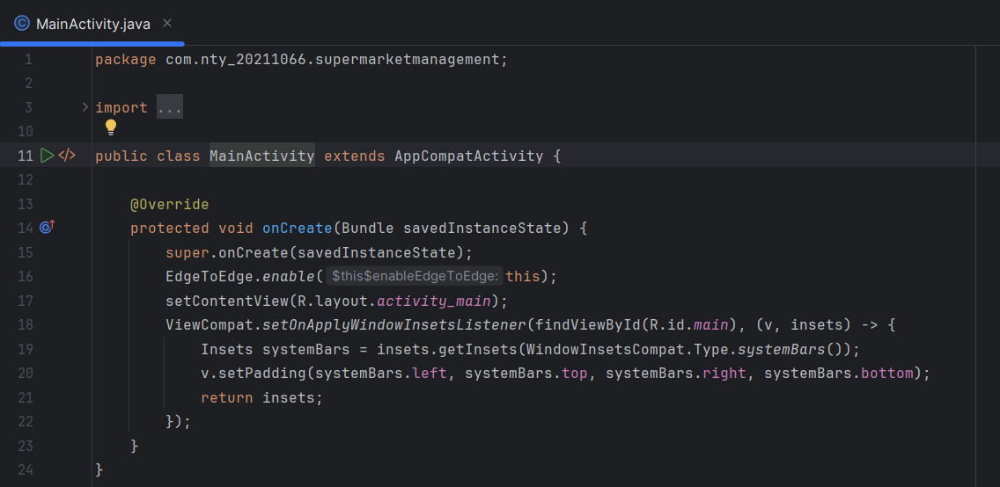 MainActivity.java
1 package com.nty_20211066.supermarketmanagement;
2
3 import ...
10
11 public class MainActivity extends AppCompatActivity {
12
13 @Override
14 protected void onCreate(Bundle savedInstanceState) {
15 super.onCreate(savedInstanceState);
16 EdgeToEdge.enable( $this$enableEdgeToEdge: this);
17 setContentView(R.layout.activity_main);
18 ViewCompat.setOnApplyWindowInsetsListener(findViewById(R.id.main), (v, insets) -> {
19 Insets systemBars = insets.getInsets(WindowInsetsCompat.Type.systemBars());
20 v.setPadding(systemBars.left, systemBars.top, systemBars.right, systemBars.bottom);
21 return insets;
22 });
23 }
24 }